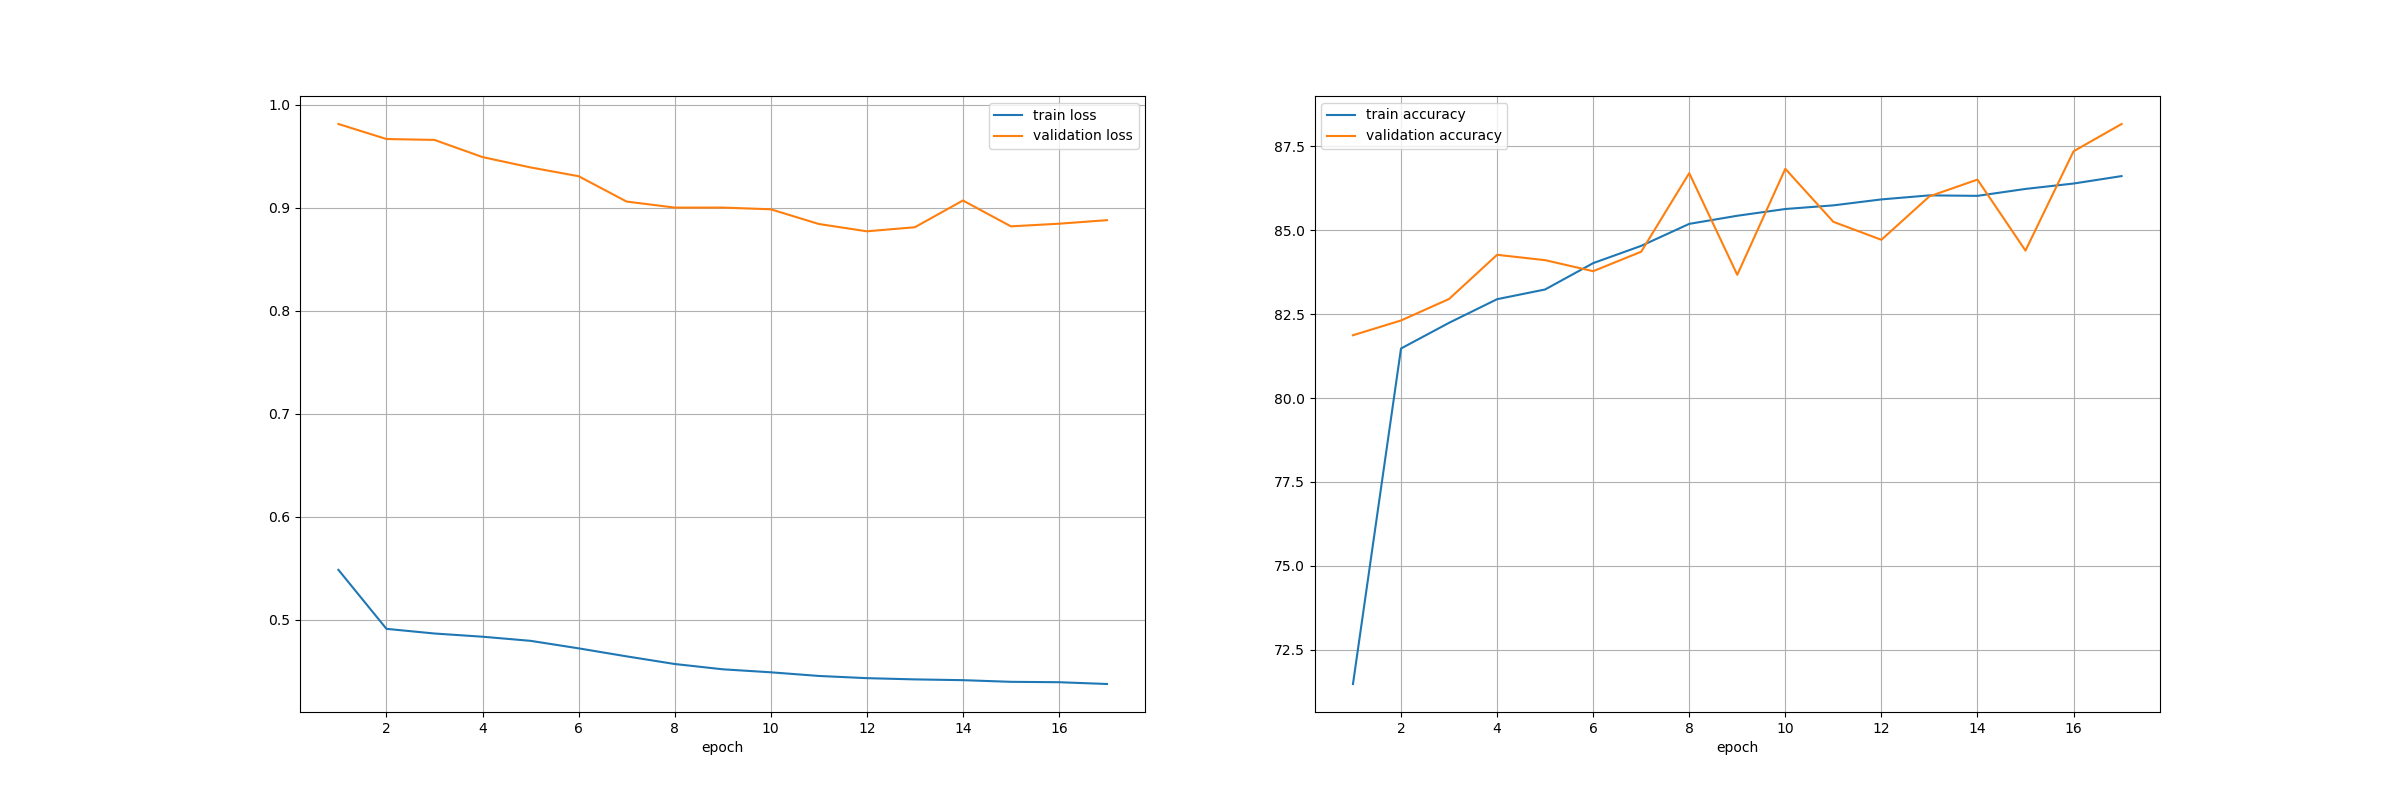 1.0
0.9
0.8
0.7
0.6
0.5
2 4 6 8 10 12 14 16
epoch
train loss
validation loss
87.5
85.0
82.5
80.0
77.5
75.0
72.5
2 4 6 8 10 12 14 16
epoch
train accuracy
validation accuracy